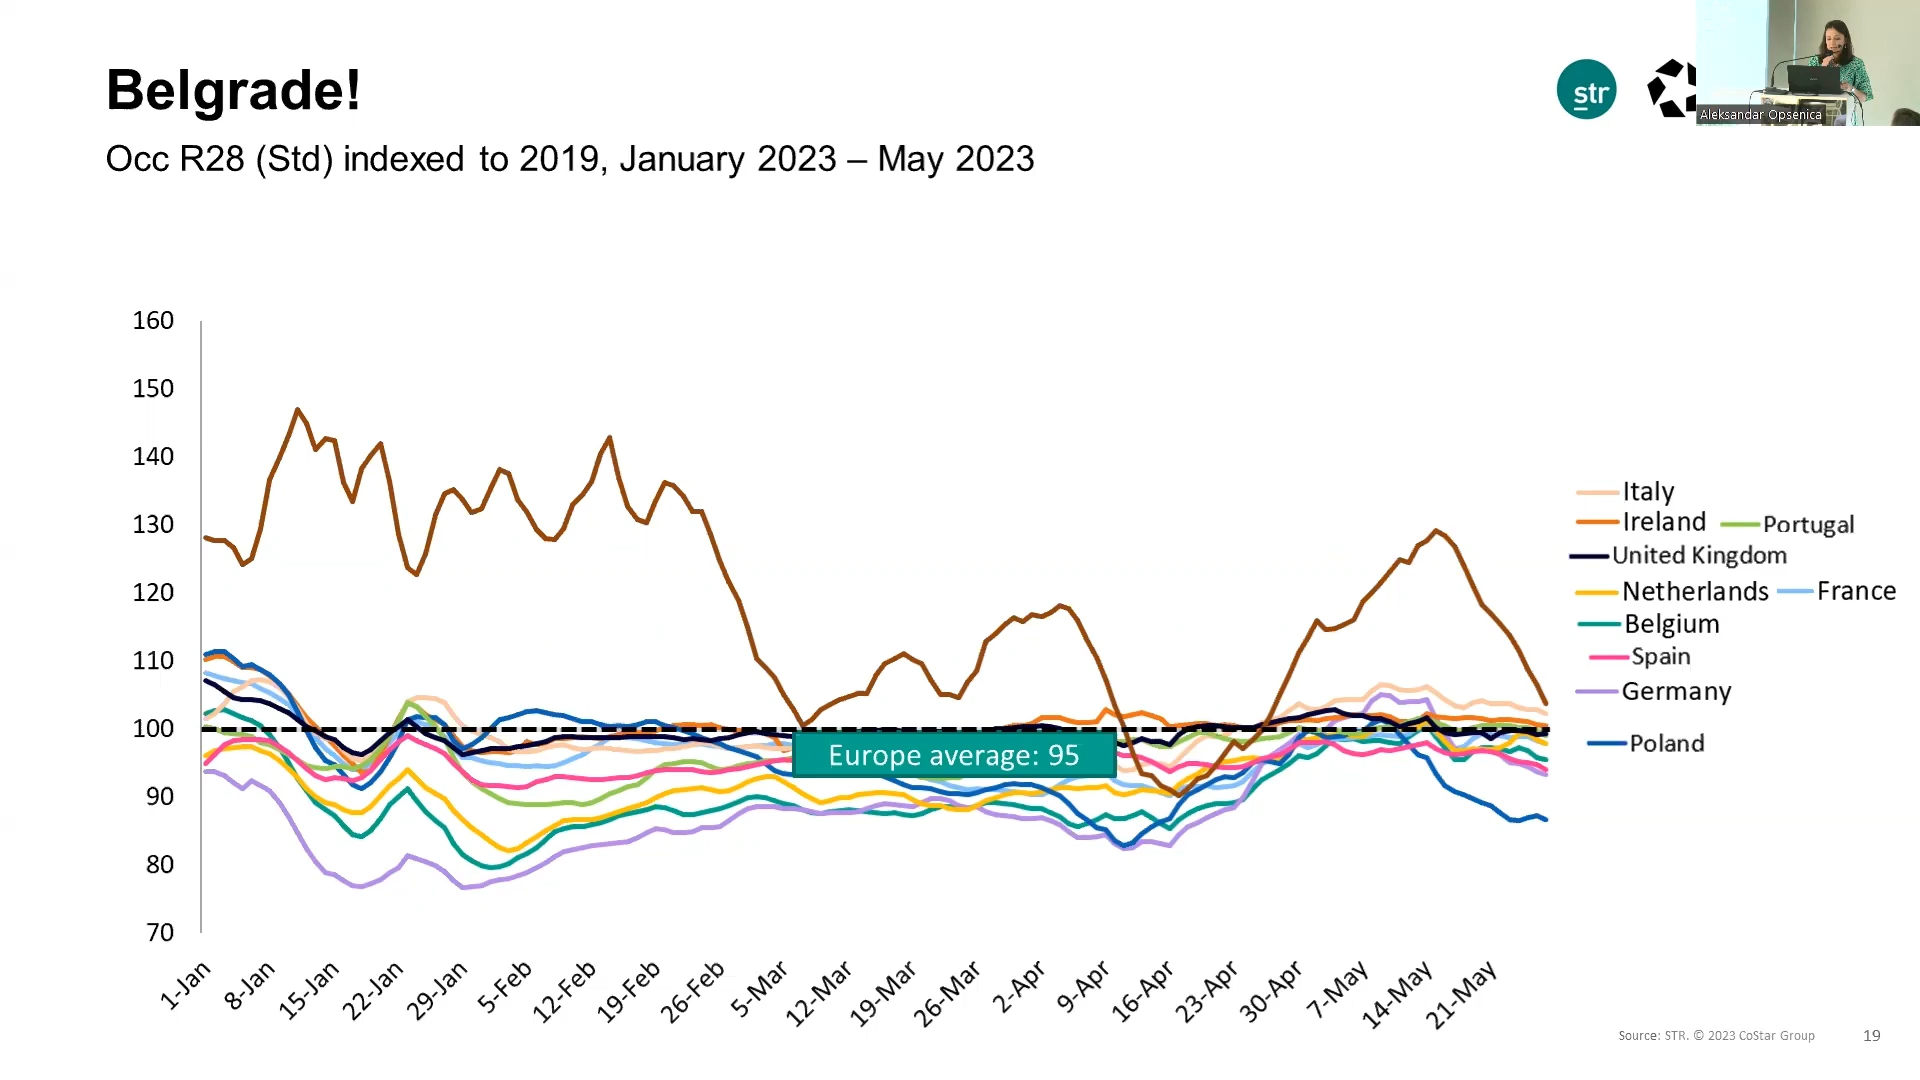 Belgrade!
Occ R28 (Std) indexed to 2019, January 2023 – May 2023
str
Aleksandar Opsenica
160
150
140
130
120
110
100
90
80
70
Europe average: 95
1-Jan
8-Jan
15-Jan
22-Jan
29-Jan
5-Feb
12-Feb
19-Feb
26-Feb
5-Mar
12-Mar
19-Mar
26-Mar
2-Apr
9-Apr
16-Apr
23-Apr
30-Apr
7-May
14-May
21-May
Italy
Ireland Portugal
United Kingdom
Netherlands France
Belgium
Spain
Germany
Poland
Source: STR. © 2023 CoStar Group
19